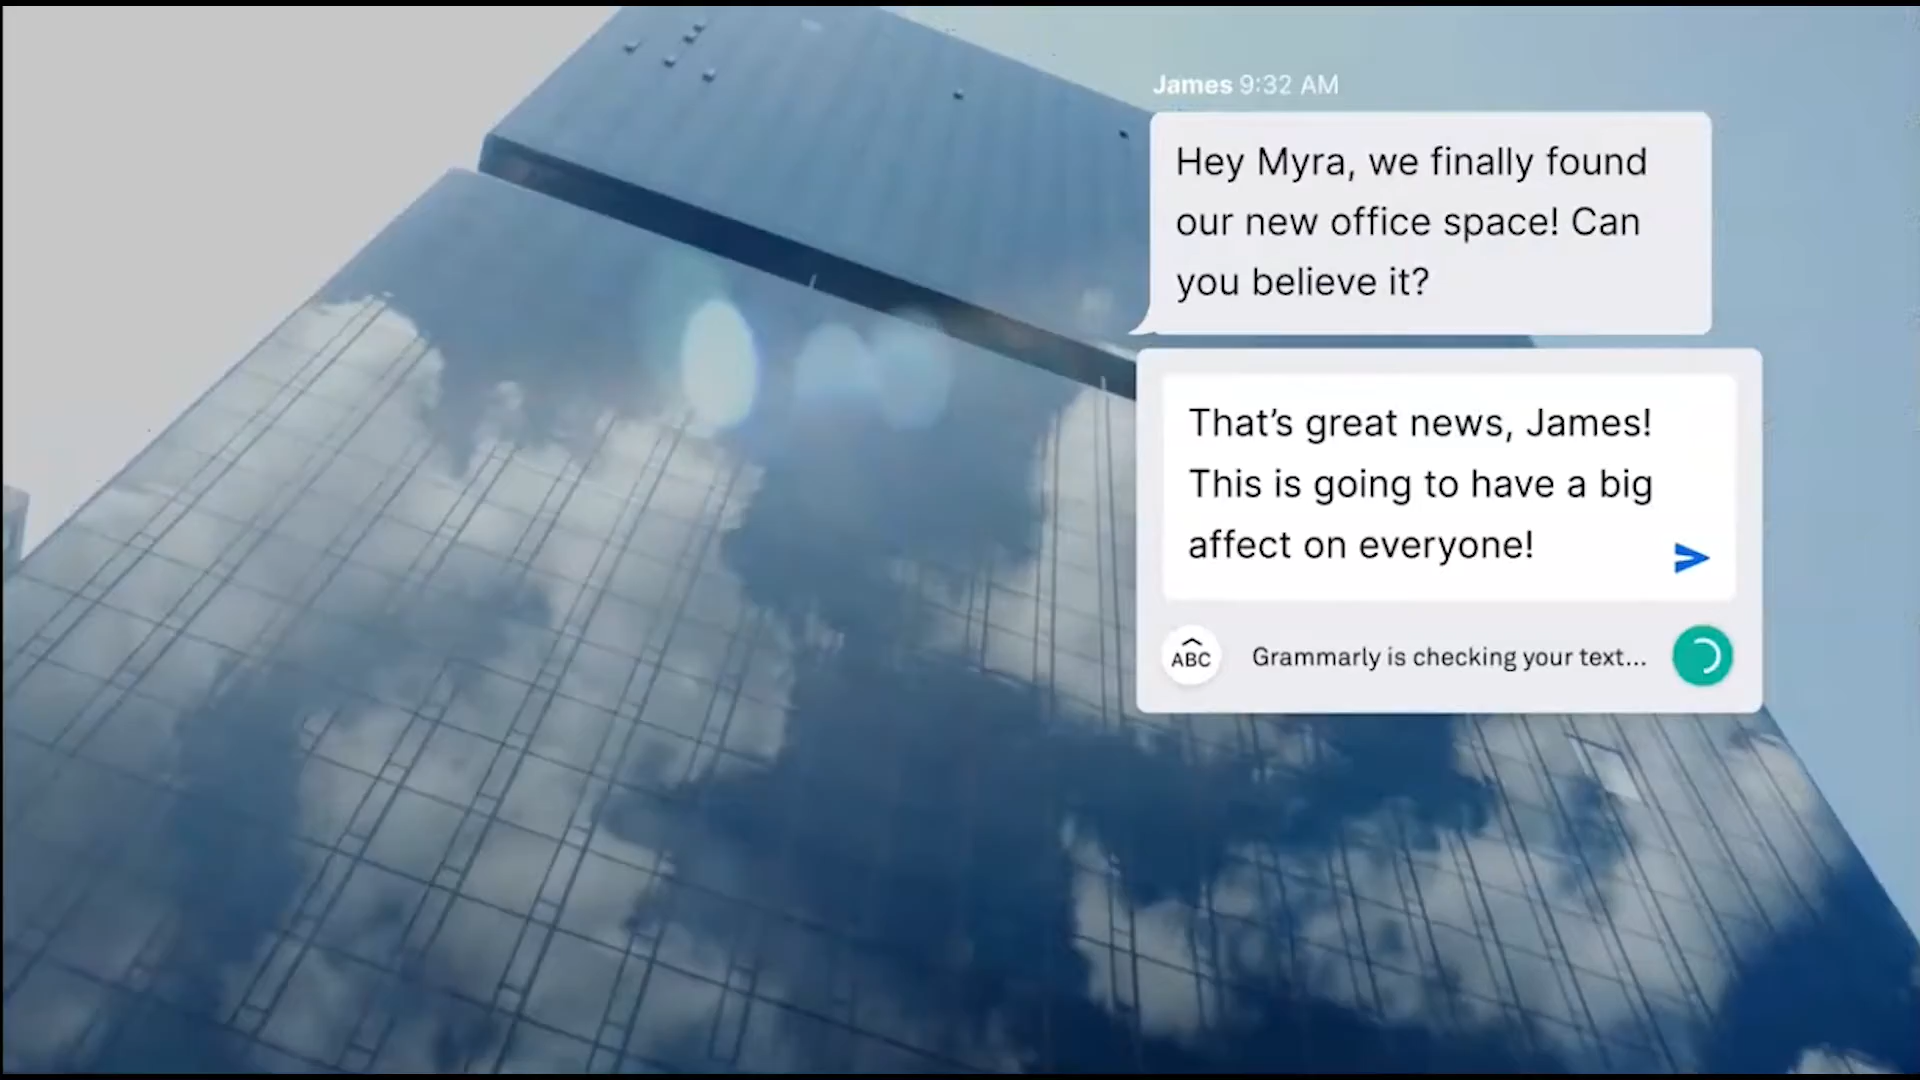 James 9:32 AM
Hey Myra, we finally found
our new office space! Can
you believe it?
That’s great news, James!
This is going to have a big
affect on everyone!
ABC
Grammarly is checking your text...